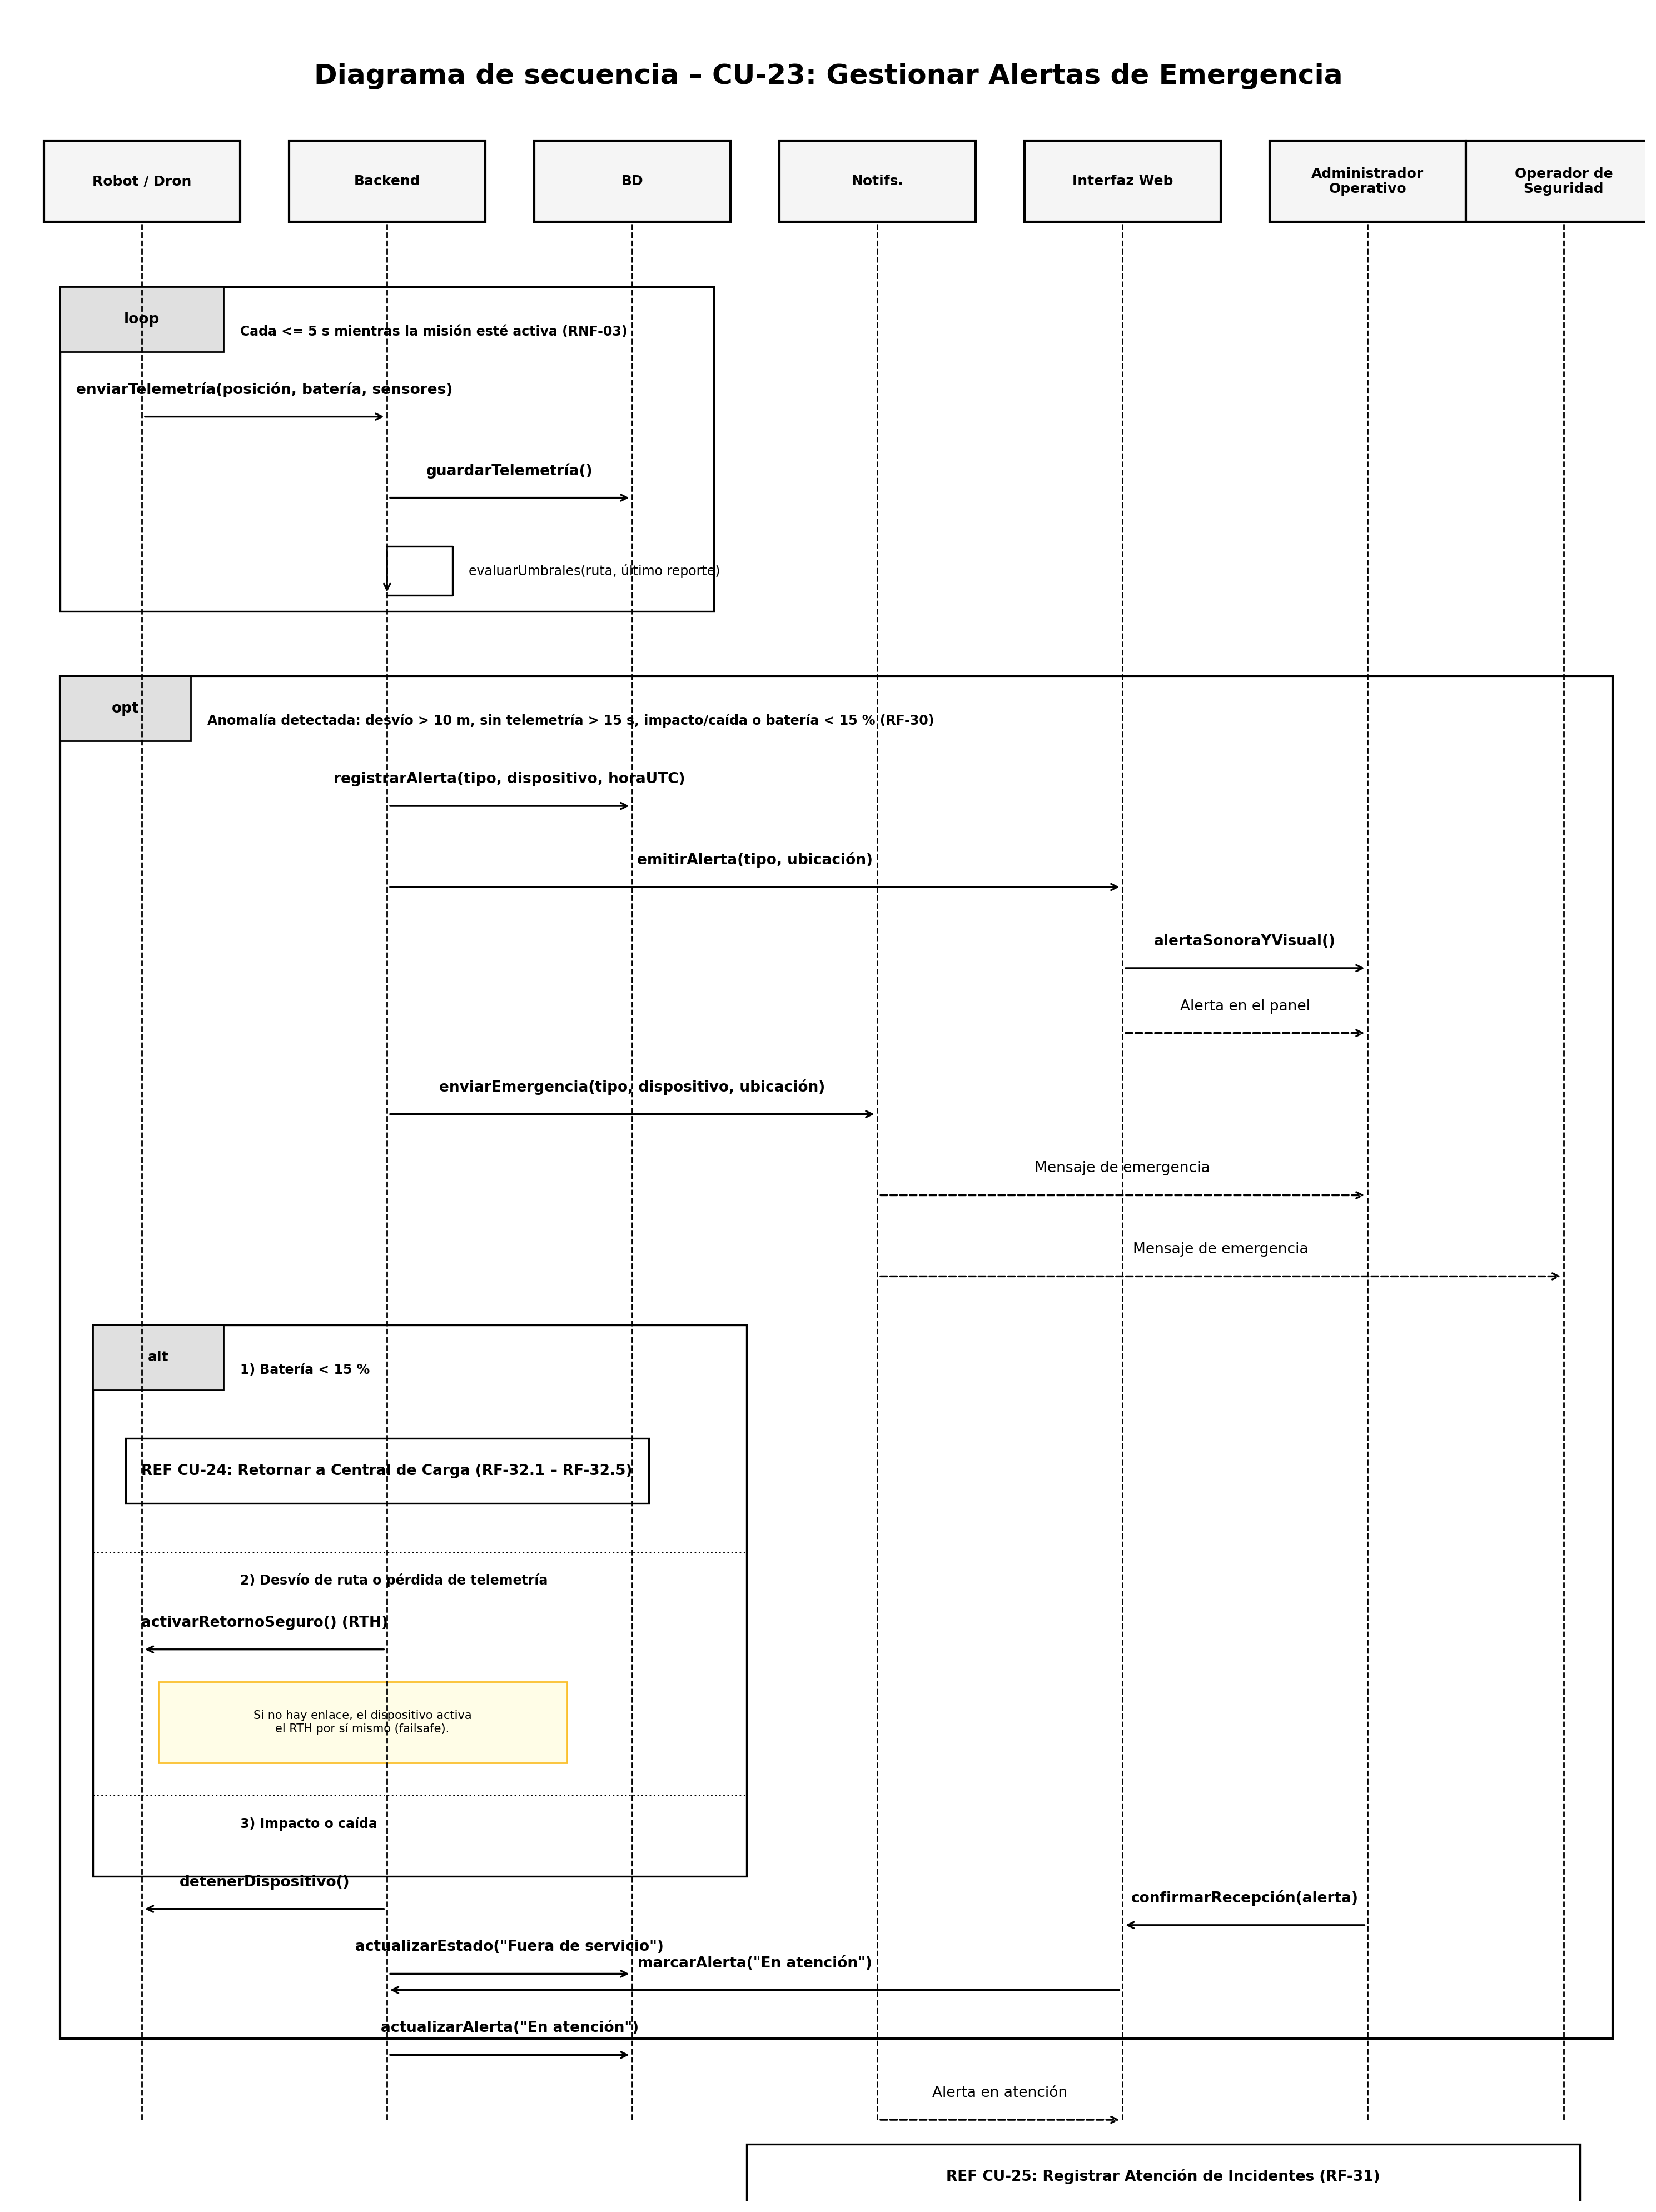 Diagrama de secuencia – CU-23: Gestionar Alertas de Emergencia
Robot / Dron
Backend
BD
Notifs.
Interfaz Web
Administrador
Operativo
Operador de
Seguridad
loop
Cada <= 5 s mientras la misión esté activa (RNF-03)
enviarTelemetría(posición, batería, sensores)
guardarTelemetría()
evaluarUmbrales(ruta, último reporte)
opt
Anomalía detectada: desvío > 10 m, sin telemetría > 15 s, impacto/caída o batería < 15 % (RF-30)
registrarAlerta(tipo, dispositivo, horaUTC)
emitirAlerta(tipo, ubicación)
alertaSonoraYVisual()
Alerta en el panel
enviarEmergencia(tipo, dispositivo, ubicación)
Mensaje de emergencia
Mensaje de emergencia
alt
1) Batería < 15 %
REF CU-24: Retornar a Central de Carga (RF-32.1 – RF-32.5)
2) Desvío de ruta o pérdida de telemetría
activarRetornoSeguro() (RTH)
Si no hay enlace, el dispositivo activa
el RTH por sí mismo (failsafe).
3) Impacto o caída
detenerDispositivo()
confirmarRecepción(alerta)
actualizarEstado("Fuera de servicio")
marcarAlerta("En atención")
actualizarAlerta("En atención")
Alerta en atención
REF CU-25: Registrar Atención de Incidentes (RF-31)